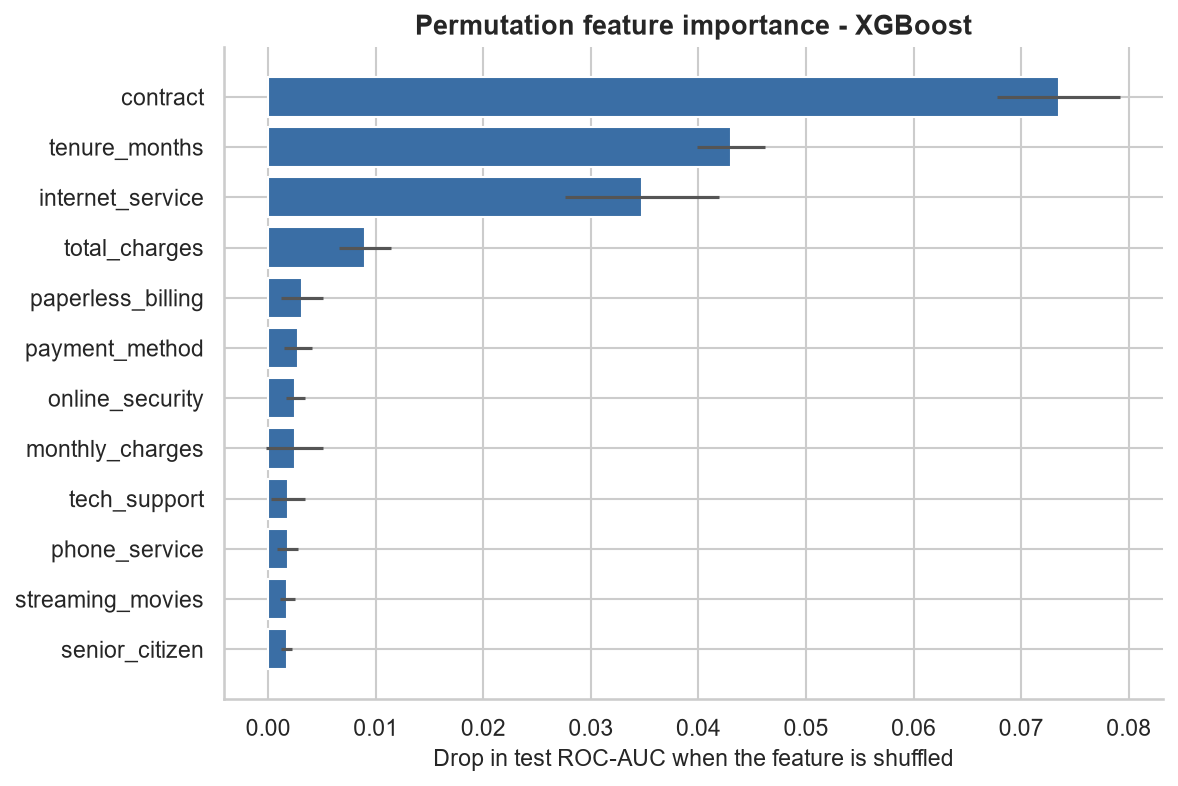 Permutation feature importance - XGBoost
contract
tenure_months
internet_service
total_charges
paperless_billing
payment_method
online_security
monthly_charges
tech_support
phone_service
streaming_movies
senior_citizen
0.00 0.01 0.02 0.03 0.04 0.05 0.06 0.07 0.08
Drop in test ROC-AUC when the feature is shuffled